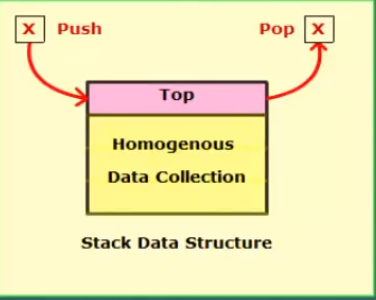 X Push Pop X
Top
Homogenous
Data Collection
Stack Data Structure